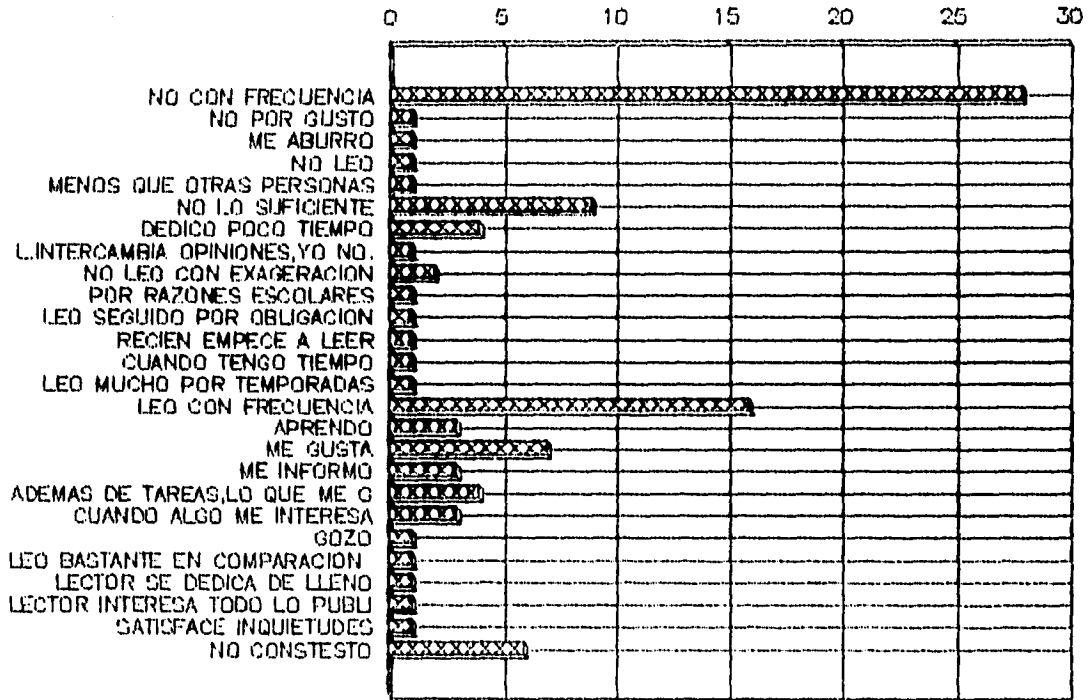 0 5 10 15 20 25 30
NO CON FRECUENCIA
NO POR GUSTO
ME ABURRO
NO LEO
MENOS QUE OTRAS PERSONAS
NO LO SUFICIENTE
DEDICO POCO TIEMPO
L.INTERCAMBIA OPINIONES,YO NO.
NO LEO CON EXAGERACION
POR RAZONES ESCOLARES
LEO SEGUIDO POR OBLIGACION
RECIEN EMPECE A LEER
CUANDO TENGO TIEMPO
LEO MUCHO POR TEMPORADAS
LEO CON FRECUENCIA
APRENDO
ME GUSTA
ME INFORMO
ADEMAS DE TAREAS,LO QUE ME G
CUANDO ALGO ME INTERESA
GOZO
LEO BASTANTE EN COMPARACION
LECTOR SE DEDICA DE LLENO
LECTOR INTERESA TODO LO PUBLI
SATISFACE INQUIETUDES
NO CONSTESTO